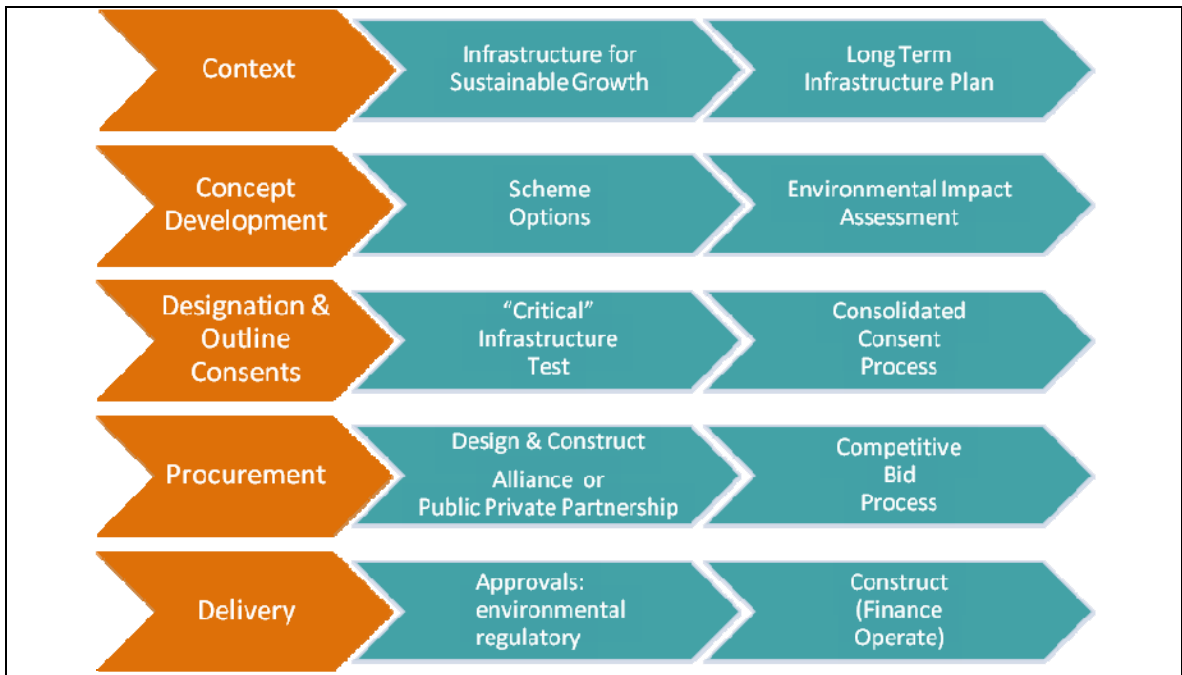 Context
Infrastructure for
Sustainable Growth
Long Term
Infrastructure Plan
Concept
Development
Scheme
Options
Environmental Impact
Assessment
Designation &
Outline
Consents
“Critical”
Infrastructure
Test
Consolidated
Consent
Process
Procurement
Design & Construct
Alliance or
Public Private Partnership
Competitive
Bid
Process
Delivery
Approvals:
environmental
regulatory
Construct
(Finance
Operate)